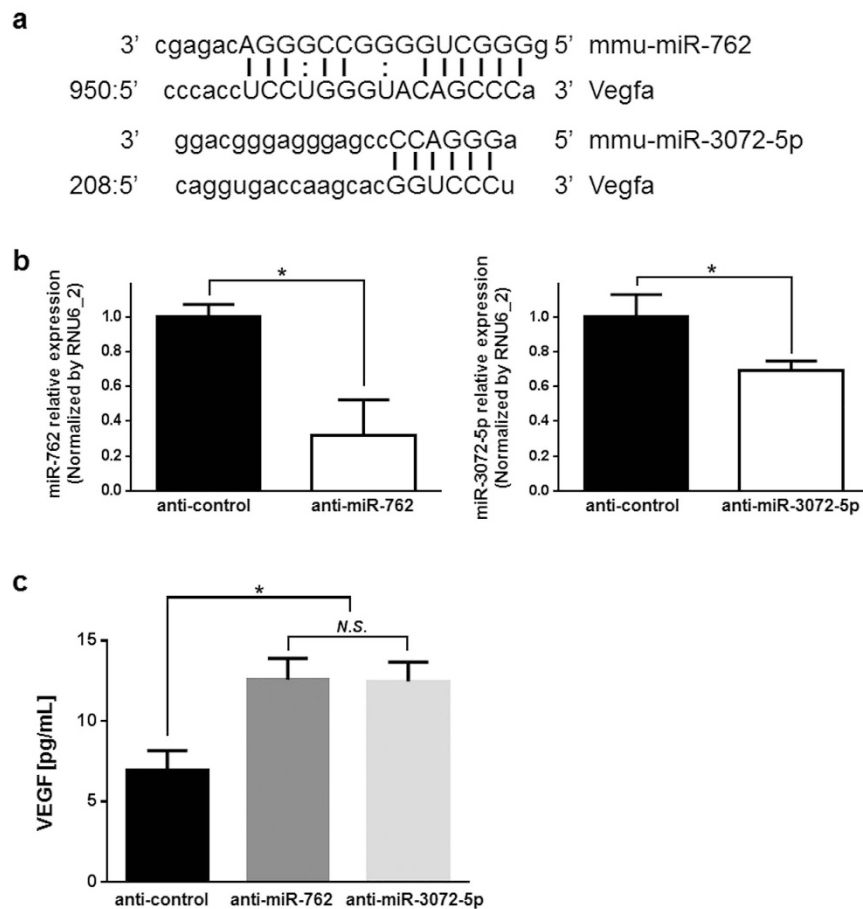 a
3’ cgagacAGGGCCGGGGUCGGGg 5’ mmu-miR-762
950:5’ cccaccUCCUGGGUACAGCCCa 3’ Vegfa
3’ ggacgggagggagccCCAGGGa 5’ mmu-miR-3072-5p
208:5’ caggugaccaagcacGGUCCCu 3’ Vegfa
b
miR-762 relative expression
(Normalized by RNU6_2)
*
1.0
0.8
0.6
0.4
0.2
0.0
anti-control anti-miR-762
miR-3072-5p relative expression
(Normalized by RNU6_2)
*
1.0
0.8
0.6
0.4
0.2
0.0
anti-control anti-miR-3072-5p
c
VEGF [pg/mL]
*
N.S.
15
10
5
0
anti-control anti-miR-762 anti-miR-3072-5p